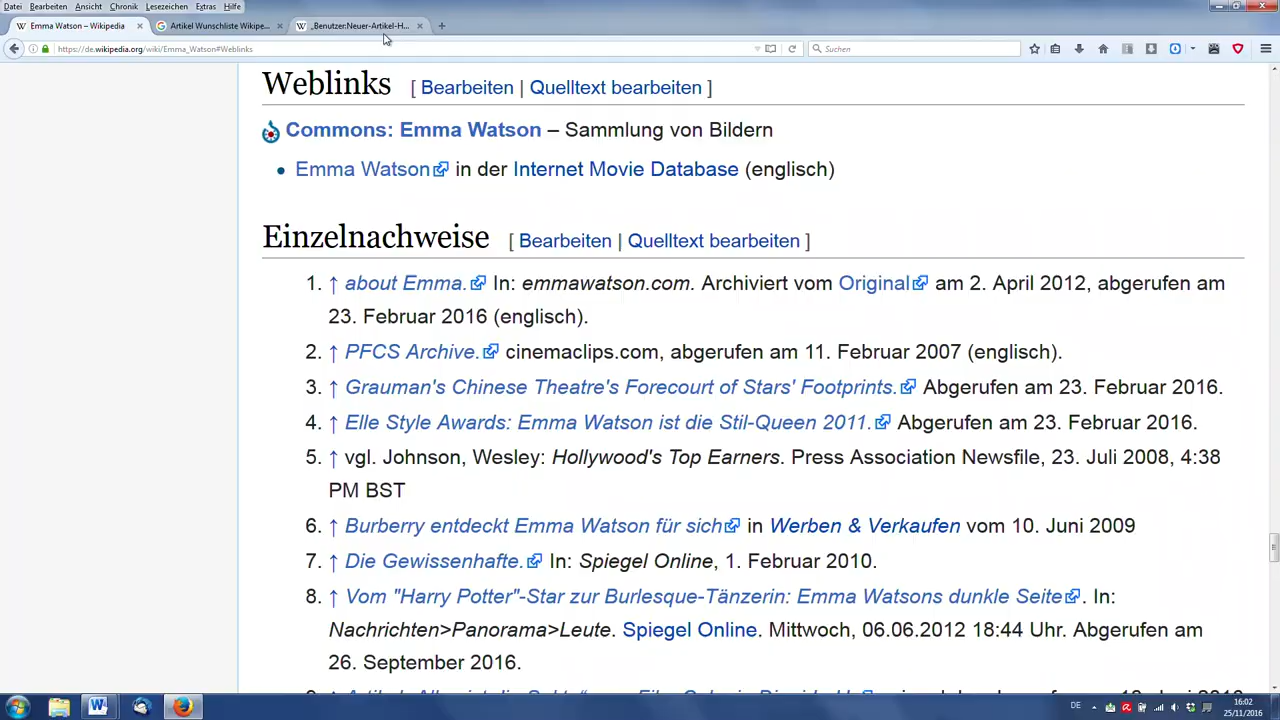 Datei Bearbeiten Ansicht Chronik Lesezeichen Extras Hilfe
Emma Watson – Wikipedia
Artikel Wunschliste Wikipe...
„Benutzer:Neuer-Artikel-H...
https://de.wikipedia.org/wiki/Emma_Watson#Weblinks
Suchen
Weblinks [ Bearbeiten | Quelltext bearbeiten ]
Commons: Emma Watson – Sammlung von Bildern
• Emma Watson in der Internet Movie Database (englisch)
Einzelnachweise [ Bearbeiten | Quelltext bearbeiten ]
1. ↑ about Emma. In: emmawatson.com. Archiviert vom Original am 2. April 2012, abgerufen am
23. Februar 2016 (englisch).
2. ↑ PFCS Archive. cinemaclips.com, abgerufen am 11. Februar 2007 (englisch).
3. ↑ Grauman's Chinese Theatre's Forecourt of Stars' Footprints. Abgerufen am 23. Februar 2016.
4. ↑ Elle Style Awards: Emma Watson ist die Stil-Queen 2011. Abgerufen am 23. Februar 2016.
5. ↑ vgl. Johnson, Wesley: Hollywood's Top Earners. Press Association Newsfile, 23. Juli 2008, 4:38
PM BST
6. ↑ Burberry entdeckt Emma Watson für sich in Werben & Verkaufen vom 10. Juni 2009
7. ↑ Die Gewissenhafte. In: Spiegel Online, 1. Februar 2010.
8. ↑ Vom "Harry Potter"-Star zur Burlesque-Tänzerin: Emma Watsons dunkle Seite. In:
Nachrichten>Panorama>Leute. Spiegel Online. Mittwoch, 06.06.2012 18:44 Uhr. Abgerufen am
26. September 2016.
DE
16:02
25/11/2016